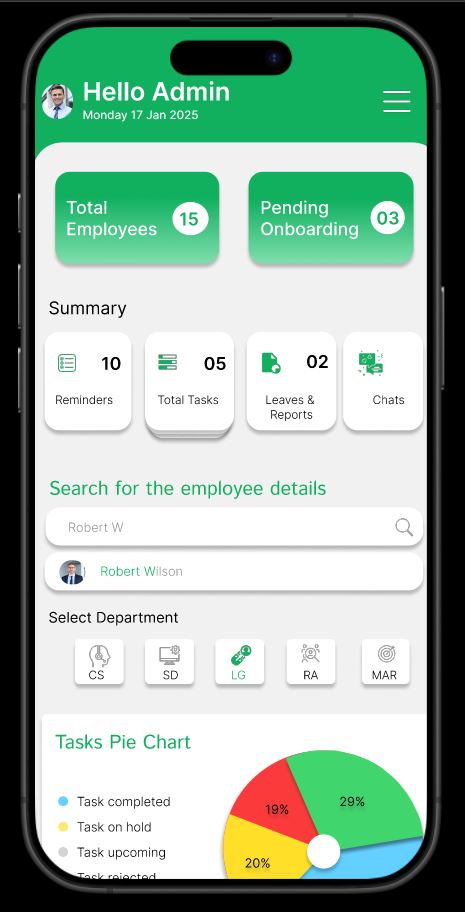 Hello Admin
Monday 17 Jan 2025
Total
Employees
15
Pending
Onboarding
03
Summary
10
Reminders
05
Total Tasks
02
Leaves &
Reports
Chats
Search for the employee details
Robert W
Robert Wilson
Select Department
CS
SD
LG
RA
MAR
Tasks Pie Chart
Task completed
Task on hold
Task upcoming
Task rejected
19%
29%
20%